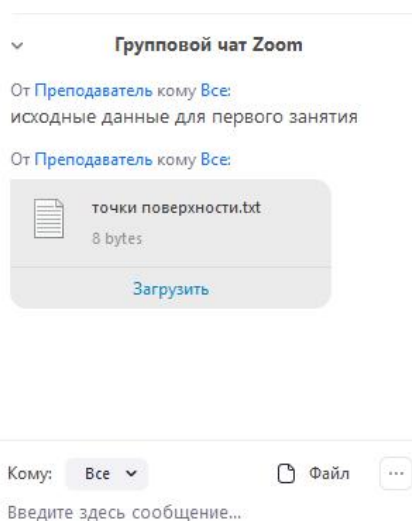 Групповой чат Zoom
От Преподаватель кому Все:
исходные данные для первого занятия
От Преподаватель кому Все:
точки поверхности.txt
8 bytes
Загрузить
Кому: Все Файл ...
Введите здесь сообщение...